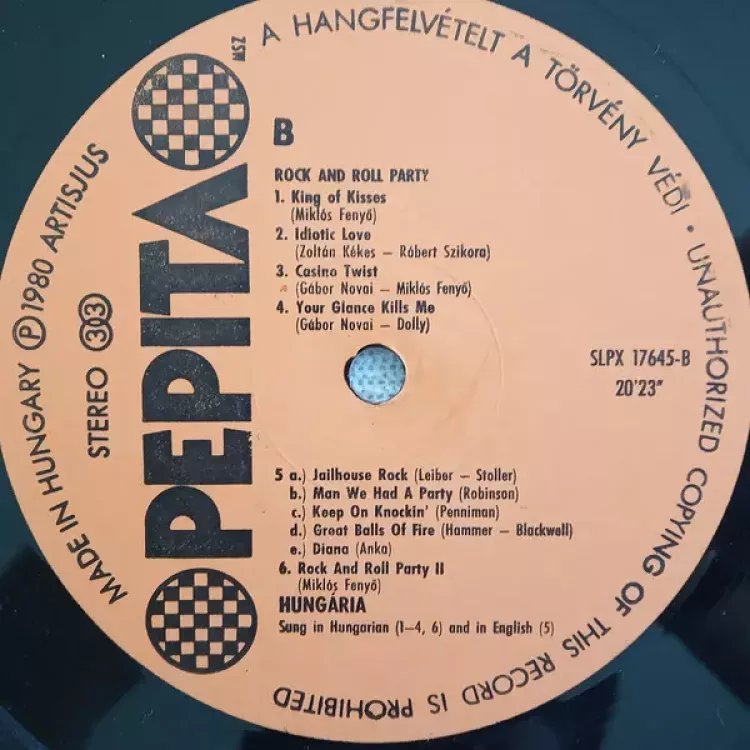 A HANGFELVÉTELT A TÖRVÉNY VÉDI • UNAUTHORIZED COPYING OF THIS RECORD IS PROHIBITED
MADE IN HUNGARY Ⓟ 1980 ARTISJUS
STEREO 33
PEPITA
MSZ
B
ROCK AND ROLL PARTY
1. King of Kisses
(Miklós Fenyő)
2. Idiotic Love
(Zoltán Kékes – Róbert Szikora)
3. Casino Twist
(Gábor Novai – Miklós Fenyő)
4. Your Glance Kills Me
(Gábor Novai – Dolly)
SLPX 17645-B
20'23"
5 a.) Jailhouse Rock (Leiber – Stoller)
b.) Man We Had A Party (Robinson)
c.) Keep On Knockin' (Penniman)
d.) Great Balls Of Fire (Hammer – Blackwell)
e.) Diana (Anka)
6. Rock And Roll Party II
(Miklós Fenyő)
HUNGÁRIA
Sung in Hungarian (1–4, 6) and in English (5)